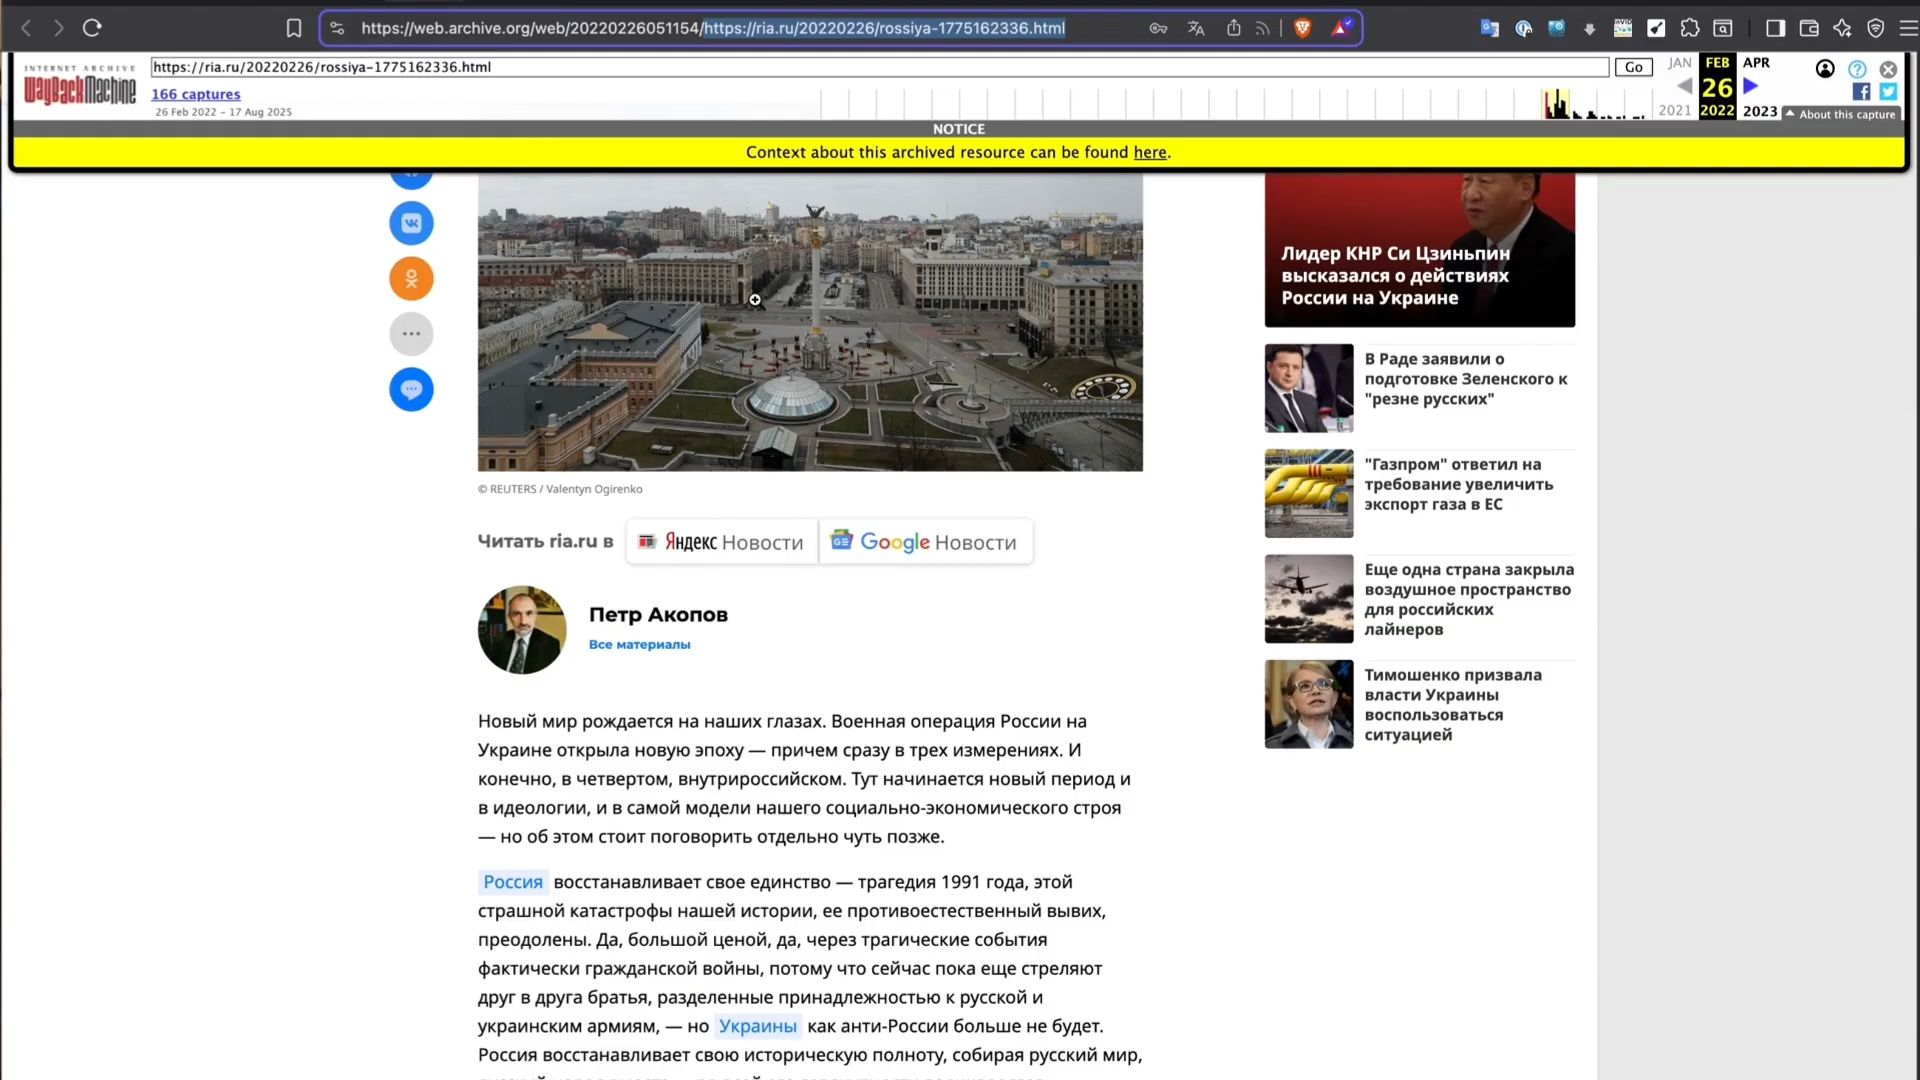 https://web.archive.org/web/20220226051154/https://ria.ru/20220226/rossiya-1775162336.html
INTERNET ARCHIVE
WayBackMachine
https://ria.ru/20220226/rossiya-1775162336.html
Go
166 captures
26 Feb 2022 – 17 Aug 2025
JAN
FEB
APR
26
2021
2022
2023
About this capture
NOTICE
Context about this archived resource can be found here.
© REUTERS / Valentyn Ogirenko
Читать ria.ru в
Яндекс Новости
Google Новости
Петр Акопов
Все материалы
Новый мир рождается на наших глазах. Военная операция России на
Украине открыла новую эпоху — причем сразу в трех измерениях. И
конечно, в четвертом, внутрироссийском. Тут начинается новый период и
в идеологии, и в самой модели нашего социально-экономического строя
— но об этом стоит поговорить отдельно чуть позже.
Россия восстанавливает свое единство — трагедия 1991 года, этой
страшной катастрофы нашей истории, ее противоестественный вывих,
преодолены. Да, большой ценой, да, через трагические события
фактически гражданской войны, потому что сейчас пока еще стреляют
друг в друга братья, разделенные принадлежностью к русской и
украинским армиям, — но Украины как анти-России больше не будет.
Россия восстанавливает свою историческую полноту, собирая русский мир,
Лидер КНР Си Цзиньпин
высказался о действиях
России на Украине
В Раде заявили о
подготовке Зеленского к
"резне русских"
"Газпром" ответил на
требование увеличить
экспорт газа в ЕС
Еще одна страна закрыла
воздушное пространство
для российских
лайнеров
Тимошенко призвала
власти Украины
воспользоваться
ситуацией